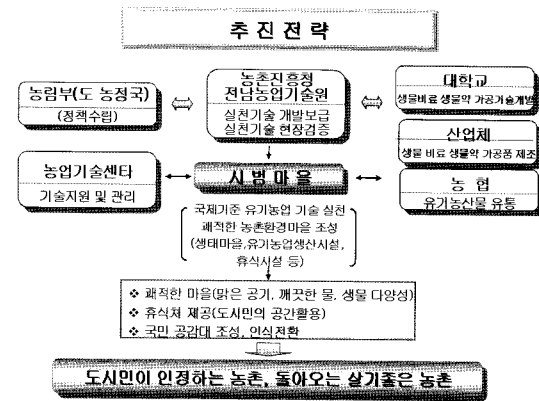 추 진 전 략
농림부(도 농정국)
(정책수립)
농촌진흥청
전남농업기술원
실천기술 개발보급
실천기술 현장검증
대학교
생물비료 생물약 가공기술개발
산업체
생물 비료 생물약 가공품 제조
농업기술센타
기술지원 및 관리
시 범 마 을
농 협
유기농산물 유통
국제기준 유기농업 기술 실천
쾌적한 농촌환경마을 조성
(생태마을,유기농업생산시설,
휴식시설 등)
❖ 쾌적한 마을(맑은 공기, 깨끗한 물, 생물 다양성)
❖ 휴식처 제공(도시민의 공간활용)
❖ 국민 공감대 조성, 인식전환
도시민이 인정하는 농촌, 돌아오는 살기좋은 농촌